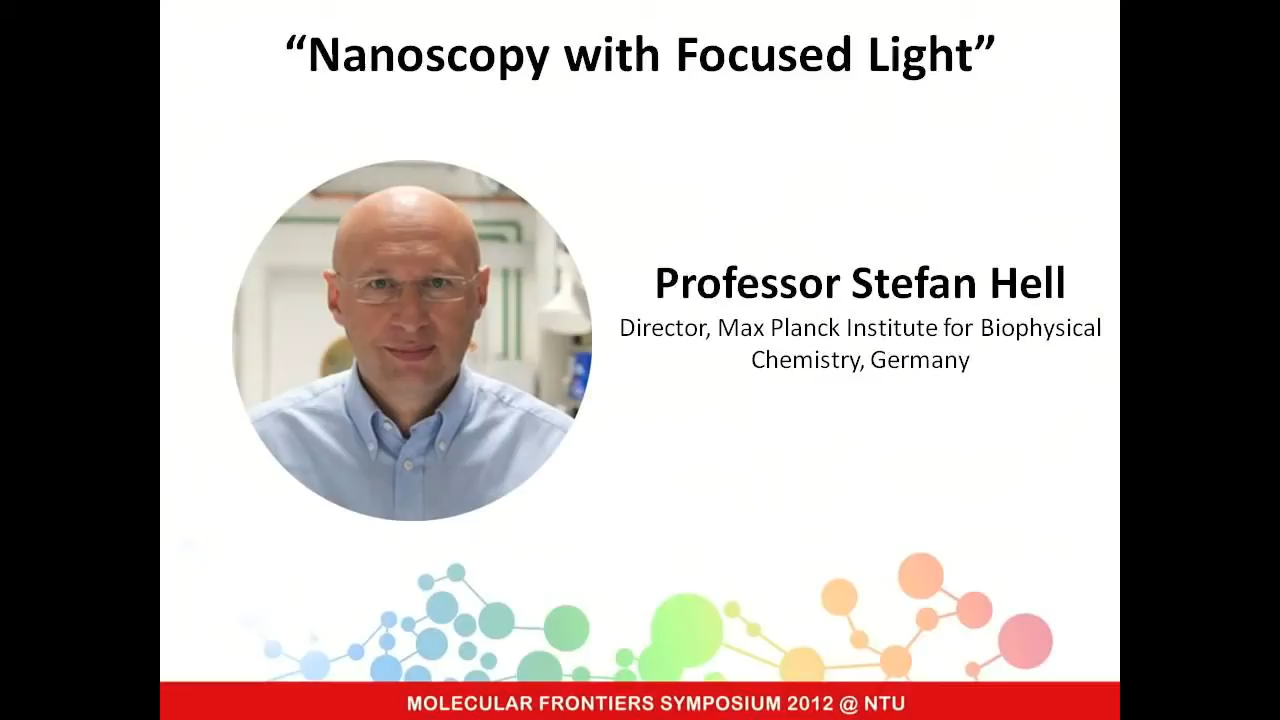 “Nanoscopy with Focused Light”
Professor Stefan Hell
Director, Max Planck Institute for Biophysical
Chemistry, Germany
MOLECULAR FRONTIERS SYMPOSIUM 2012 @ NTU